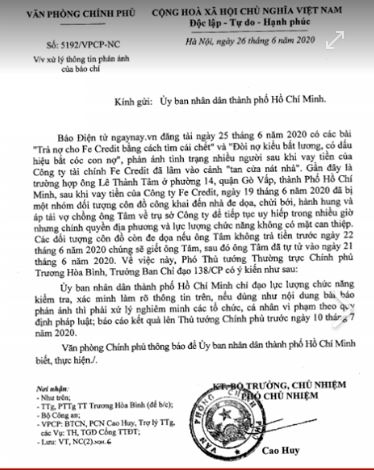 VĂN PHÒNG CHÍNH PHỦ
CỘNG HOÀ XÃ HỘI CHỦ NGHĨA VIỆT NAM
Độc lập - Tự do - Hạnh phúc
Số: 5192/VPCP-NC
Hà Nội, ngày 26 tháng 6 năm 2020
V/v xử lý thông tin phản ánh
của báo chí
Kính gửi: Ủy ban nhân dân thành phố Hồ Chí Minh.
Báo Điện tử ngaynay.vn đăng tải ngày 25 tháng 6 năm 2020 có các bài
"Trả nợ cho Fe Credit bằng cách tìm cái chết" và "Đòi nợ kiểu bất lương, có dấu
hiệu bắt cóc con nợ", phản ánh tình trạng nhiều người sau khi vay tiền của
Công ty tài chính Fe Credit đã lâm vào cảnh "tan cửa nát nhà". Gần đây là
trường hợp ông Lê Thành Tâm ở phường 14, quận Gò Vấp, thành Phố Hồ Chí
Minh, sau khi vay tiền của Công ty Fe Credit, ngày 19 tháng 6 năm 2020 đã bị
một nhóm đối tượng côn đồ công khai đến nhà đe dọa, chửi bới, hành hung và
áp tải vợ chồng ông Tâm về trụ sở Công ty để tiếp tục uy hiếp trong nhiều giờ
nhưng chính quyền địa phương và lực lượng chức năng không có mặt can thiệp.
Các đối tượng côn đồ còn đe dọa nếu ông Tâm không trả tiền trước ngày 22
tháng 6 năm 2020 chúng sẽ giết ông Tâm, sau đó ông Tâm đã tự tử vào ngày 21
tháng 6 năm 2020. Về việc này, Phó Thủ tướng Thường trực Chính phủ
Trương Hòa Bình, Trưởng Ban Chỉ đạo 138/CP có ý kiến như sau:
Ủy ban nhân dân thành phố Hồ Chí Minh chỉ đạo lực lượng chức năng
kiểm tra, xác minh làm rõ thông tin trên, nếu đúng như nội dung bài báo
phản ánh thì phải xử lý nghiêm minh các tổ chức, cá nhân vi phạm theo quy
định pháp luật; báo cáo kết quả lên Thủ tướng Chính phủ trước ngày 10 tháng 7
năm 2020.
Văn phòng Chính phủ thông báo để Ủy ban nhân dân thành phố Hồ Chí Minh
biết, thực hiện./.
Nơi nhận:
- Như trên;
- TTg, PTTg TT Trương Hòa Bình (để b/c);
- Bộ Công an;
- VPCP: BTCN, PCN Cao Huy, Trợ lý TTg,
các Vụ: TH, TGĐ Cổng TTĐT;
- Lưu: VT, NC(2)
KT. BỘ TRƯỞNG, CHỦ NHIỆM
PHÓ CHỦ NHIỆM
Cao Huy